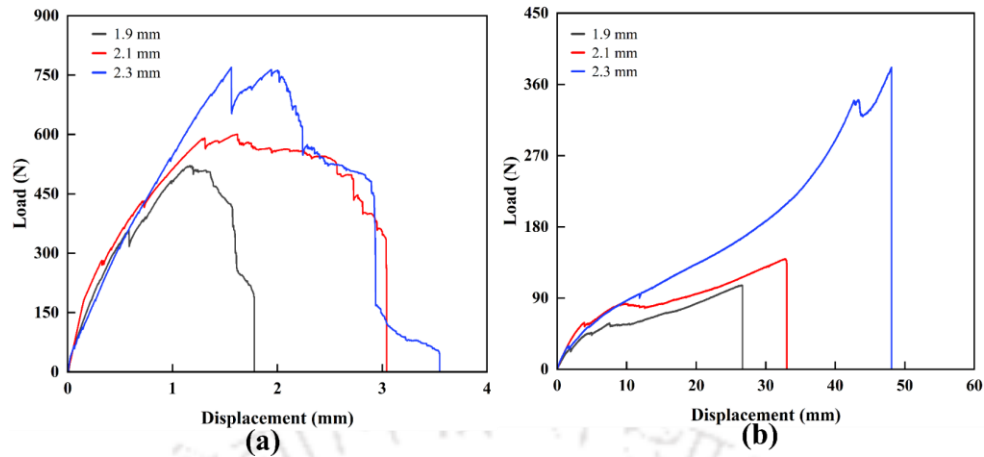 900
750
600
450
300
150
0
Load (N)
1.9 mm
2.1 mm
2.3 mm
0 1 2 3 4
Displacement (mm)
(a)
450
360
270
180
90
0
Load (N)
1.9 mm
2.1 mm
2.3 mm
0 10 20 30 40 50 60
Displacement (mm)
(b)